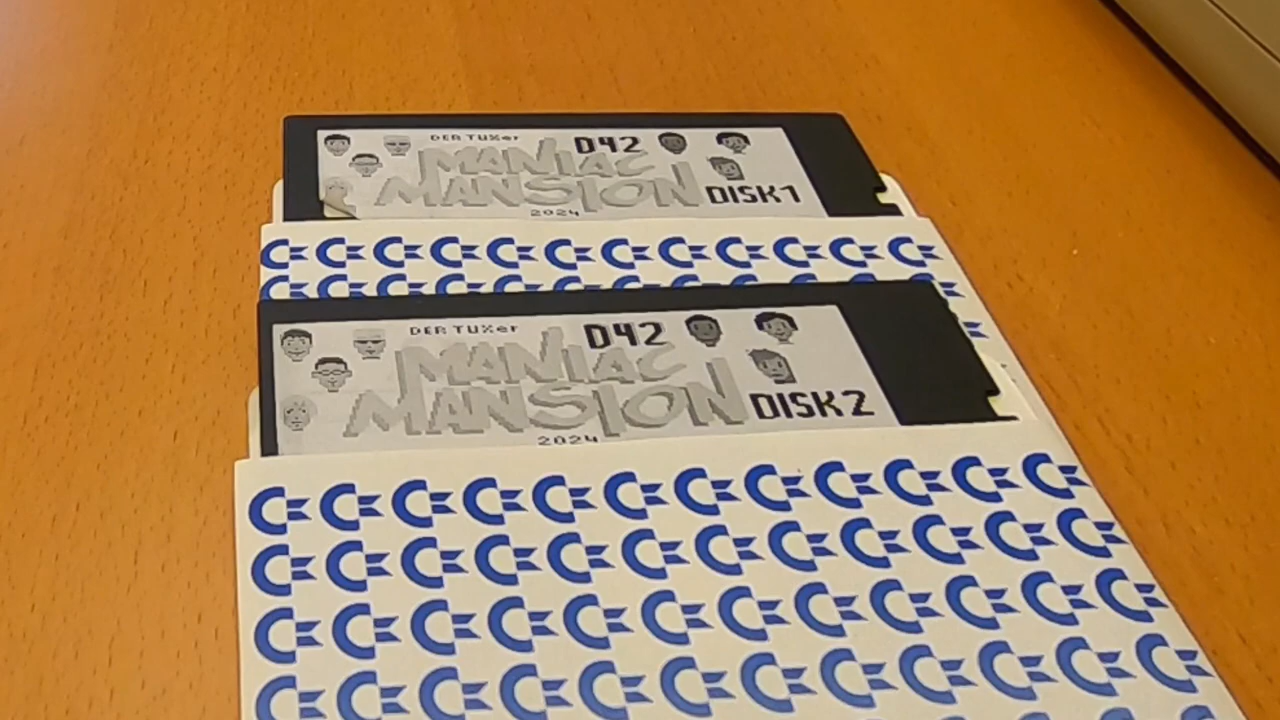 DER TUXer
D42
MANIAC
MANSION
DISK1
2024
DER TUXer
D42
MANIAC
MANSION
DISK2
2024